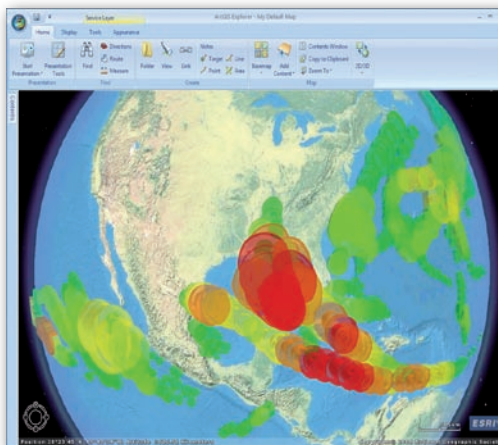 Service Layer
ArcGIS Explorer - My Default Map
Home Display Tools Appearance
Start Presentation
Presentation Tools
Presentation
Find
Directions
Route
Measure
Find
Folder
View
Link
Notes
Target Line
Point Area
Create
Basemap
Add Content
Contents Window
Copy to Clipboard
Zoom To
Map
2D/3D
Contents
ESRI